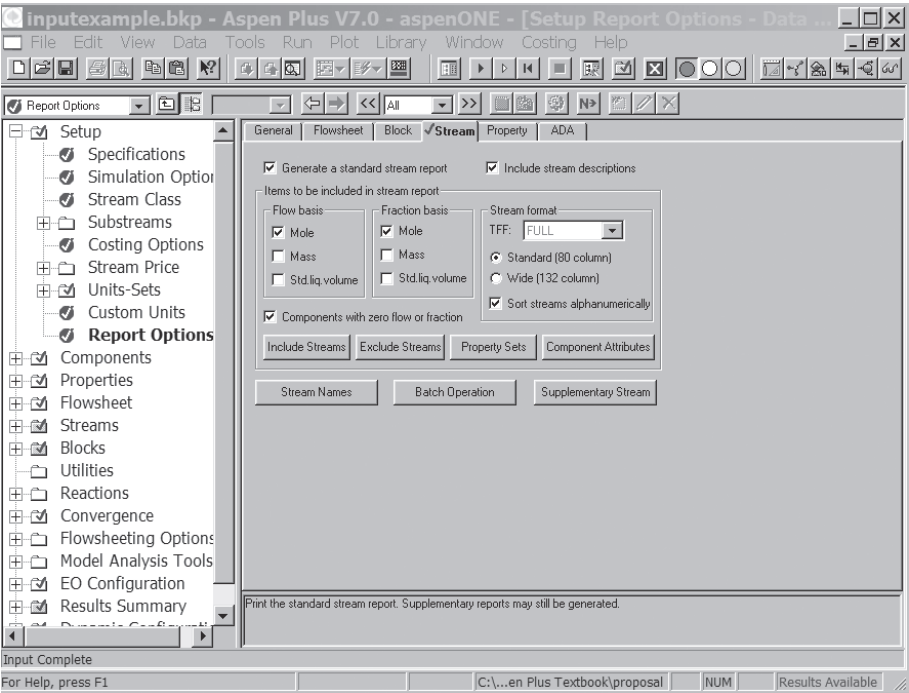 inputexample.bkp - Aspen Plus V7.0 - aspenONE - [Setup Report Options - Data ...
File Edit View Data Tools Run Plot Library Window Costing Help
Report Options All N>
Setup
Specifications
Simulation Option
Stream Class
Substreams
Costing Options
Stream Price
Units-Sets
Custom Units
Report Options
Components
Properties
Flowsheet
Streams
Blocks
Utilities
Reactions
Convergence
Flowsheeting Options
Model Analysis Tools
EO Configuration
Results Summary
General Flowsheet Block Stream Property ADA
Generate a standard stream report Include stream descriptions
Items to be included in stream report
Flow basis Fraction basis Stream format
Mole Mole TFF: FULL
Mass Mass Standard (80 column)
Std.liq.volume Std.liq.volume Wide (132 column)
Sort streams alphanumerically
Components with zero flow or fraction
Include Streams Exclude Streams Property Sets Component Attributes
Stream Names Batch Operation Supplementary Stream
Print the standard stream report. Supplementary reports may still be generated.
Input Complete
For Help, press F1 C:\...en Plus Textbook\proposal NUM Results Available